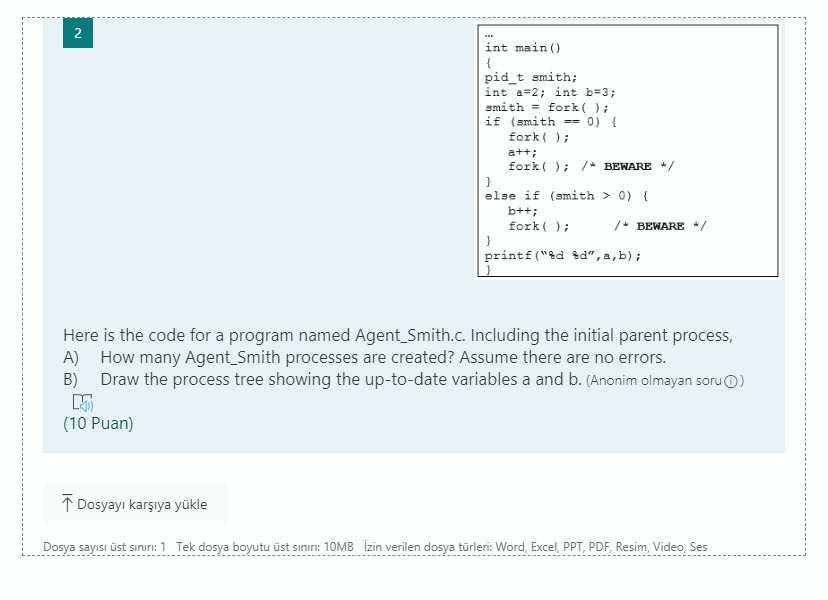 2
…
int main()
{
pid_t smith;
int a=2; int b=3;
smith = fork( );
if (smith == 0) {
fork( );
a++;
fork( ); /* BEWARE */
}
else if (smith > 0) {
b++;
fork( ); /* BEWARE */
}
printf("%d %d",a,b);
}
Here is the code for a program named Agent_Smith.c. Including the initial parent process,
A) How many Agent_Smith processes are created? Assume there are no errors.
B) Draw the process tree showing the up-to-date variables a and b. (Anonim olmayan soru)
(10 Puan)
Dosyayı karşıya yükle
Dosya sayısı üst sınırı: 1 Tek dosya boyutu üst sınırı: 10MB İzin verilen dosya türleri: Word, Excel, PPT, PDF, Resim, Video, Ses